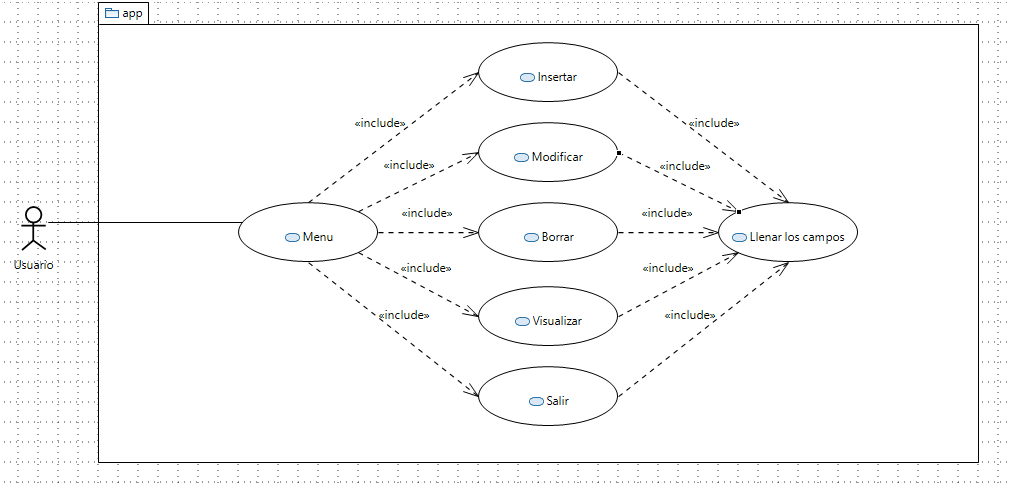 app
Insertar
«include»
«include»
Modificar
«include»
«include»
Usuario
Menu
«include»
Borrar
«include»
Llenar los campos
«include»
«include»
Visualizar
«include»
«include»
Salir